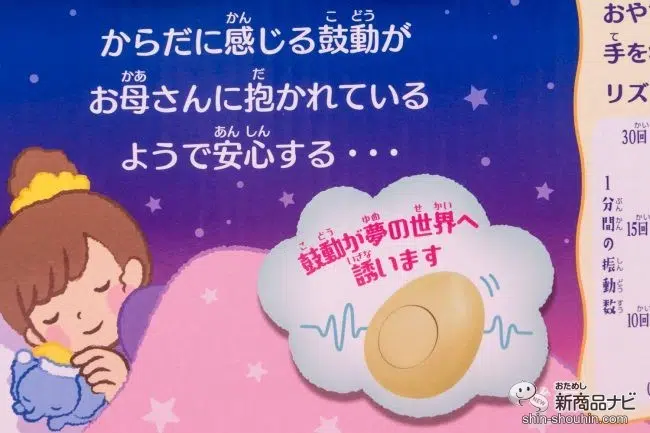 からだに感じる鼓動が
お母さんに抱かれている
ようで安心する・・・
鼓動が夢の世界へ
誘います
おや
手を
リズ
30回
15回
10回
1分間の振動数
おためし
新商品ナビ
shin-shouhin.com
NEW